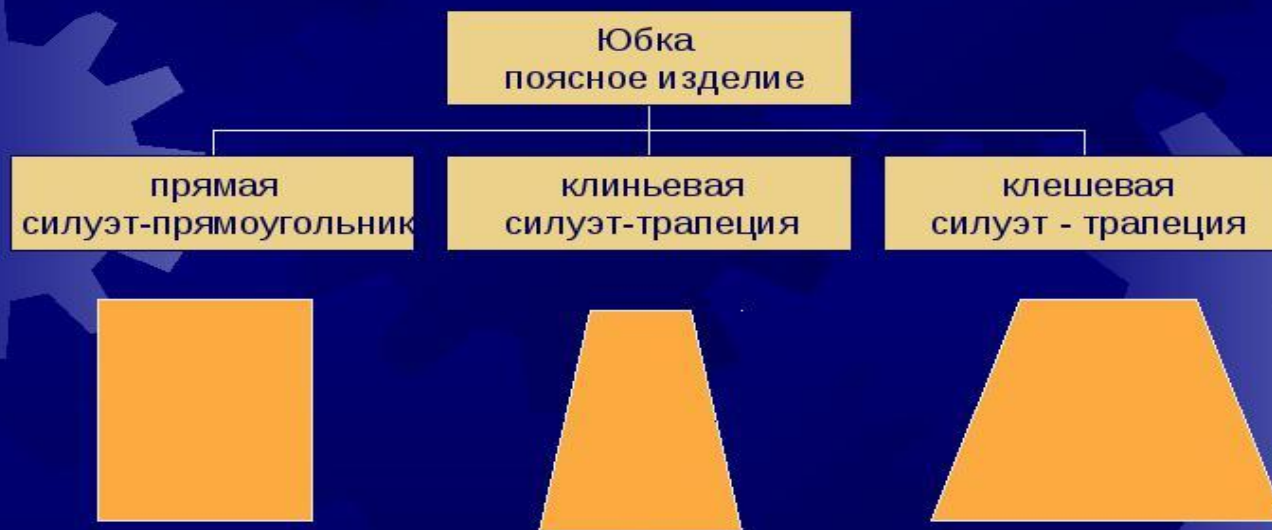 Юбка
поясное изделие
прямая
силуэт-прямоугольник
клиньевая
силуэт-трапеция
клешевая
силуэт - трапеция